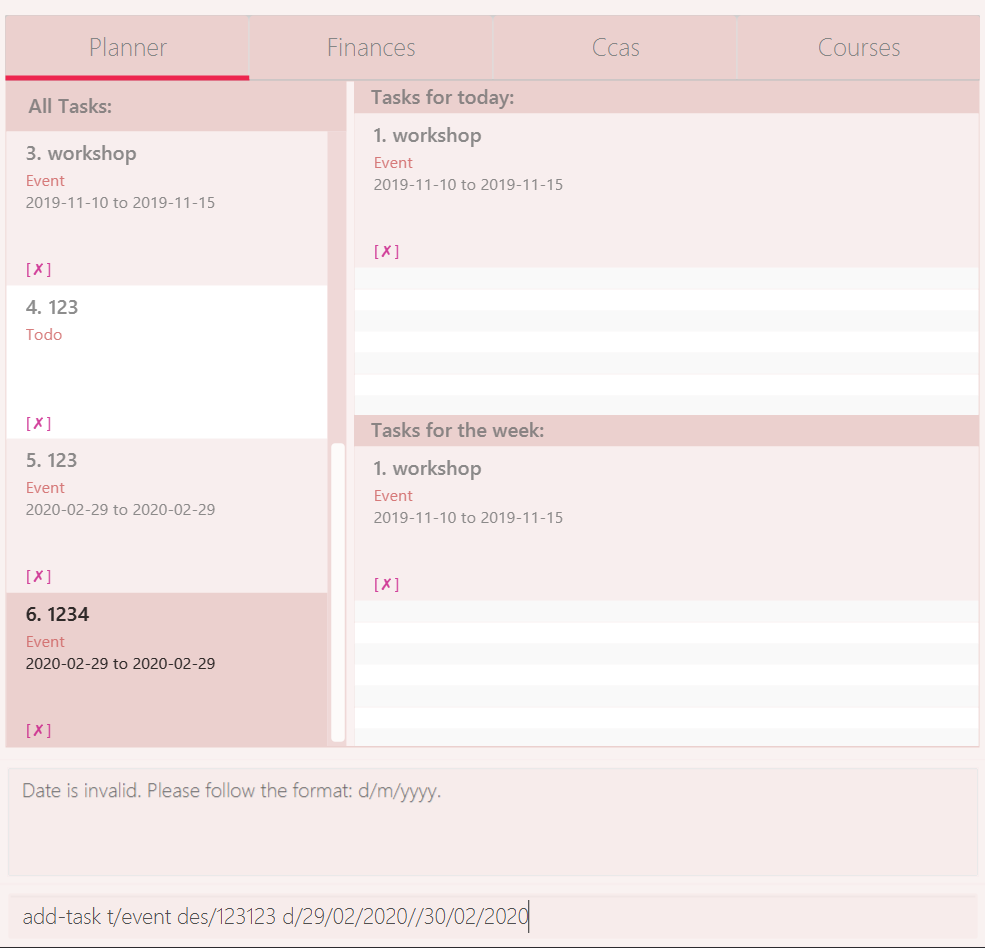 Planner
Finances
Ccas
Courses
All Tasks:
3. workshop
Event
2019-11-10 to 2019-11-15
[✗]
4. 123
Todo
[✗]
5. 123
Event
2020-02-29 to 2020-02-29
[✗]
6. 1234
Event
2020-02-29 to 2020-02-29
[✗]
Tasks for today:
1. workshop
Event
2019-11-10 to 2019-11-15
[✗]
Tasks for the week:
1. workshop
Event
2019-11-10 to 2019-11-15
[✗]
Date is invalid. Please follow the format: d/m/yyyy.
add-task t/event des/123123 d/29/02/2020//30/02/2020